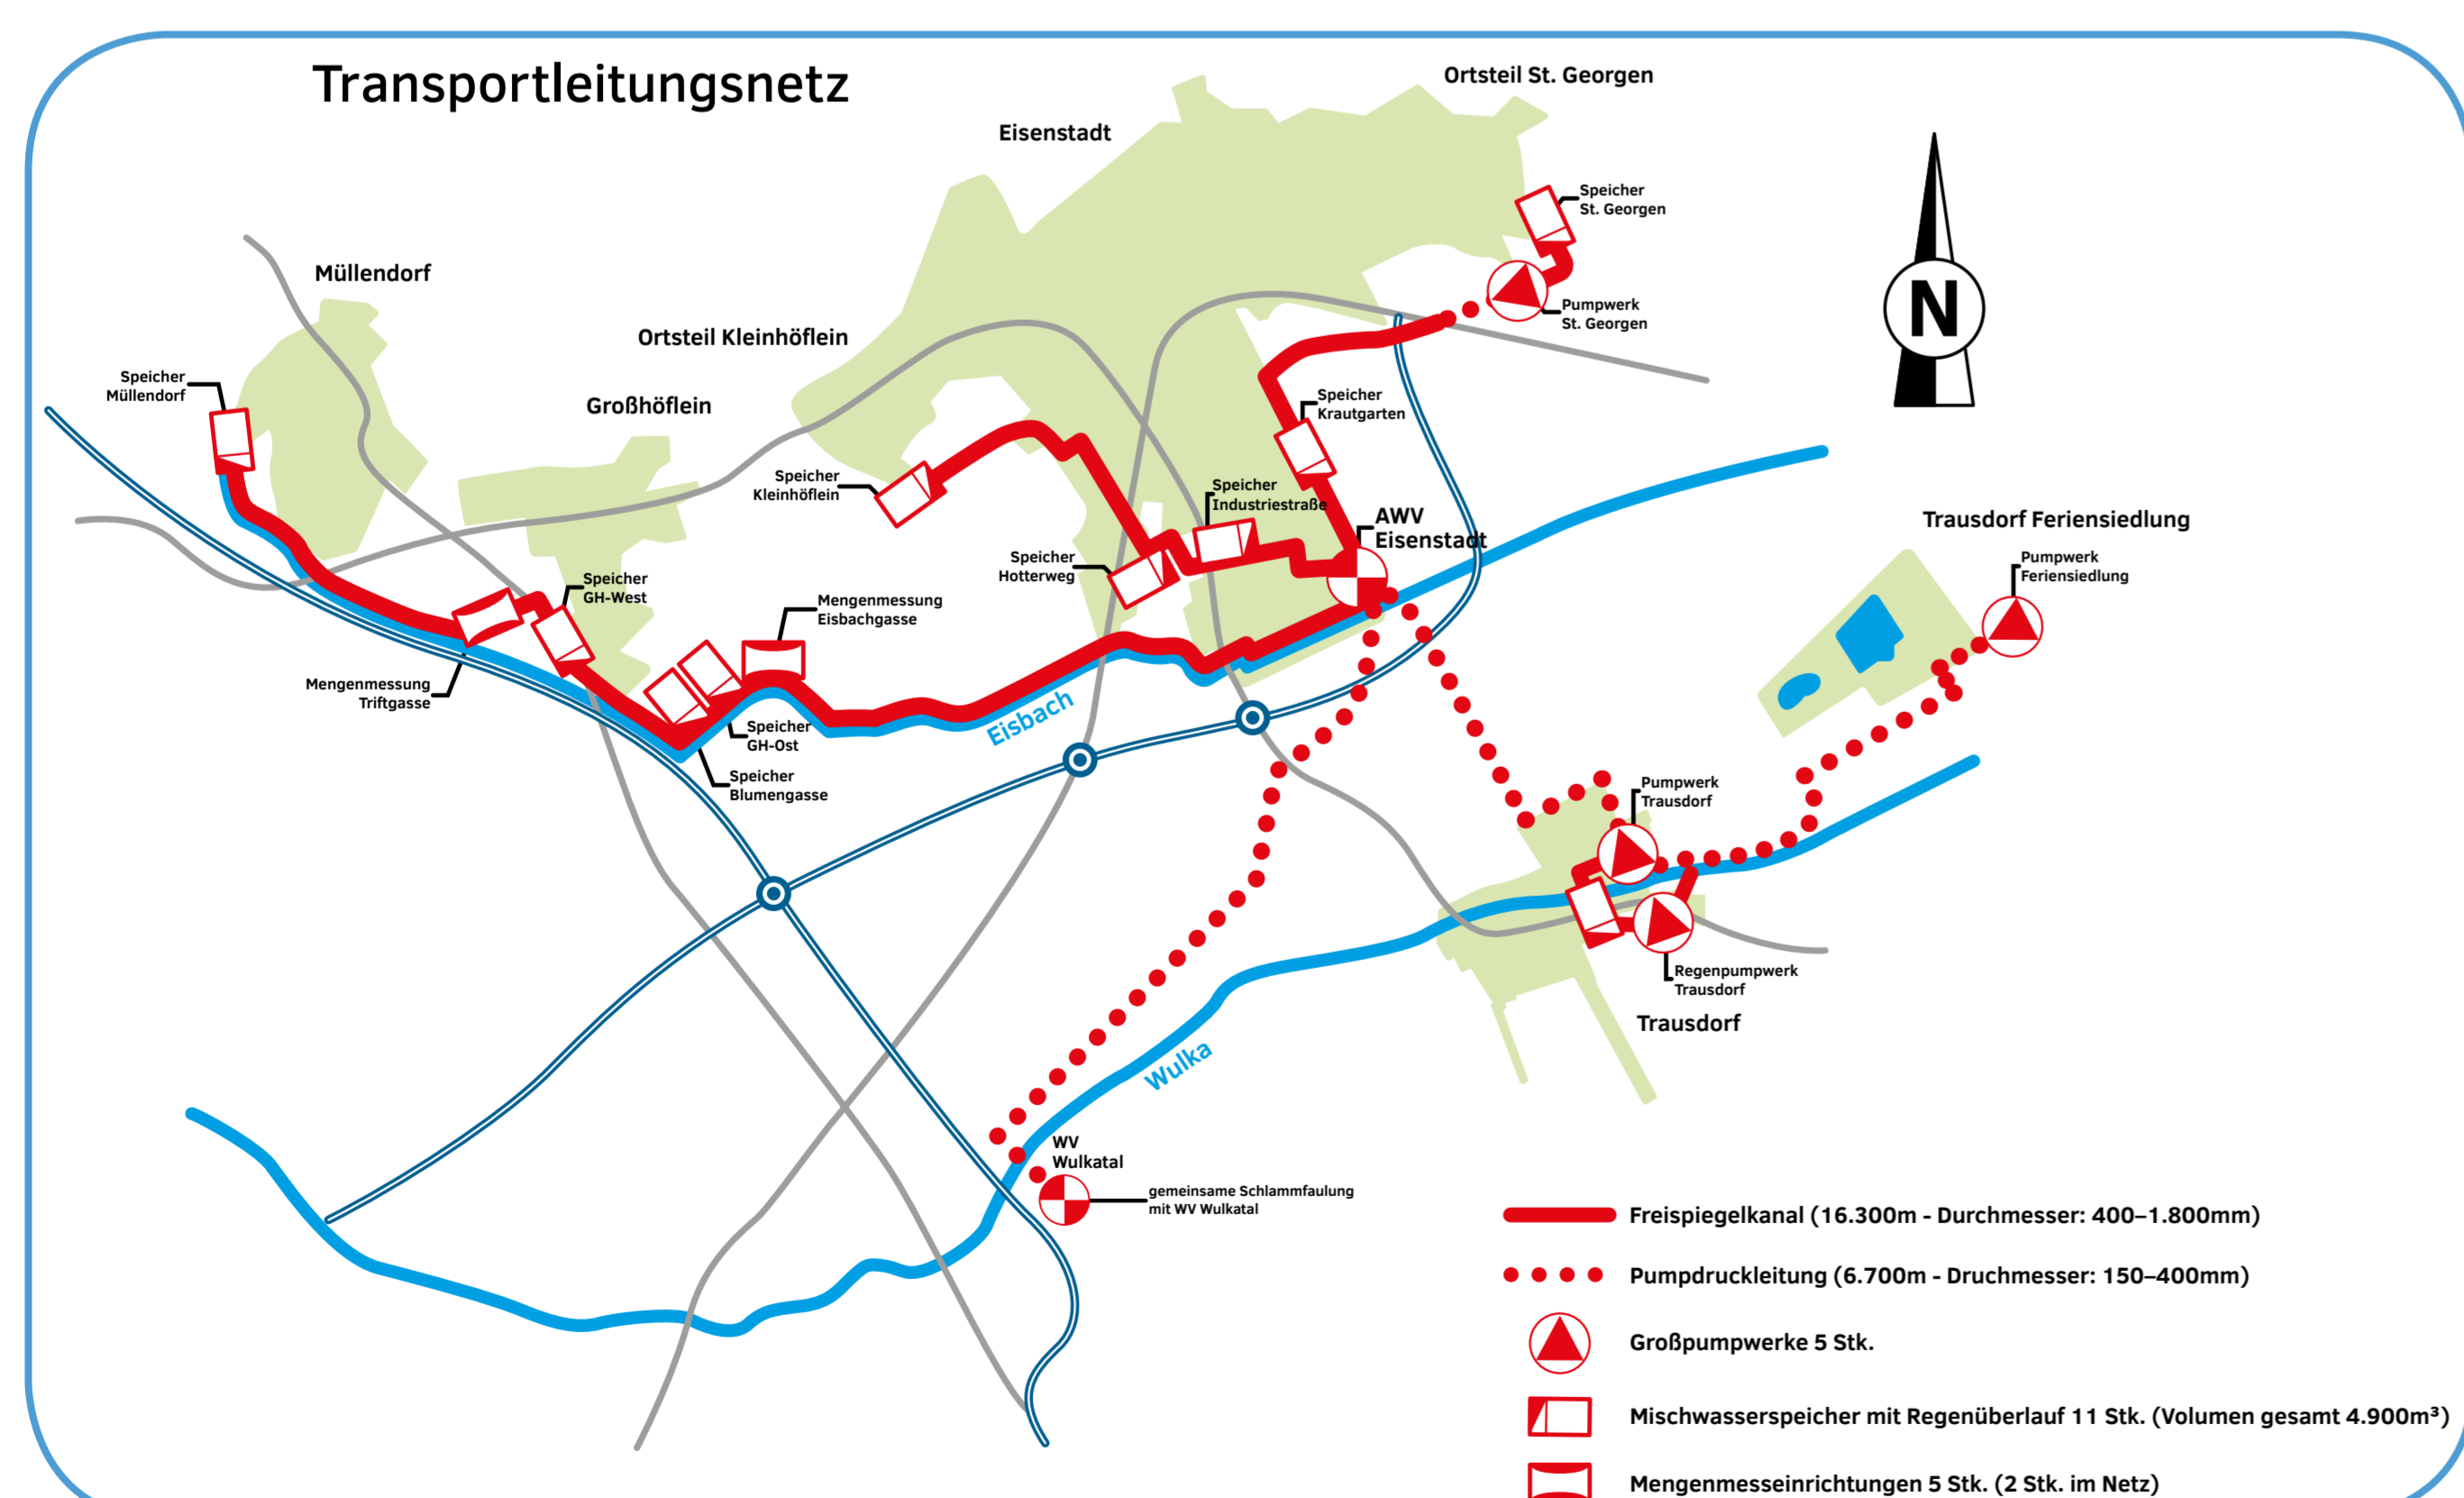 Transportleitungsnetz
Ortsteil St. Georgen
Eisenstadt
Speicher
St. Georgen
Müllendorf
Pumpwerk
St. Georgen
N
Ortsteil Kleinhöflein
Speicher
Müllendorf
Großhöflein
Speicher
Krautgarten
Speicher
Kleinhöflein
Speicher
Industriestraße
AWV
Eisenstadt
Trausdorf Feriensiedlung
Pumpwerk
Feriensiedlung
Speicher
Hotterweg
Speicher
GH-West
Mengenmessung
Eisbachgasse
Mengenmessung
Triftgasse
Eisbach
Speicher
GH-Ost
Speicher
Blumengasse
Pumpwerk
Trausdorf
Regenpumpwerk
Trausdorf
Trausdorf
Wulka
WV
Wulkatal
gemeinsame Schlammfaulung
mit WV Wulkatal
Freispiegelkanal (16.300m - Durchmesser: 400–1.800mm)
Pumpdruckleitung (6.700m - Druchmesser: 150–400mm)
Großpumpwerke 5 Stk.
Mischwasserspeicher mit Regenüberlauf 11 Stk. (Volumen gesamt 4.900m³)
Mengenmesseinrichtungen 5 Stk. (2 Stk. im Netz)